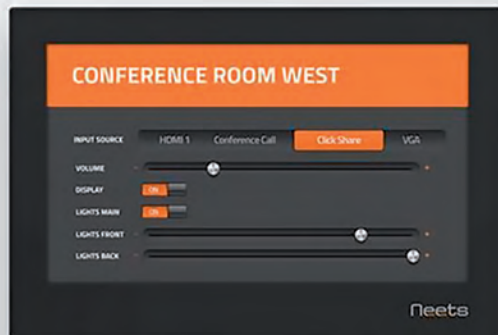 CONFERENCE ROOM WEST
INPUT SOURCE HDMI 1 Conference Call Click Share VGA
VOLUME - +
DISPLAY ON
LIGHTS MAIN ON
LIGHTS FRONT - +
LIGHTS BACK - +
Neets